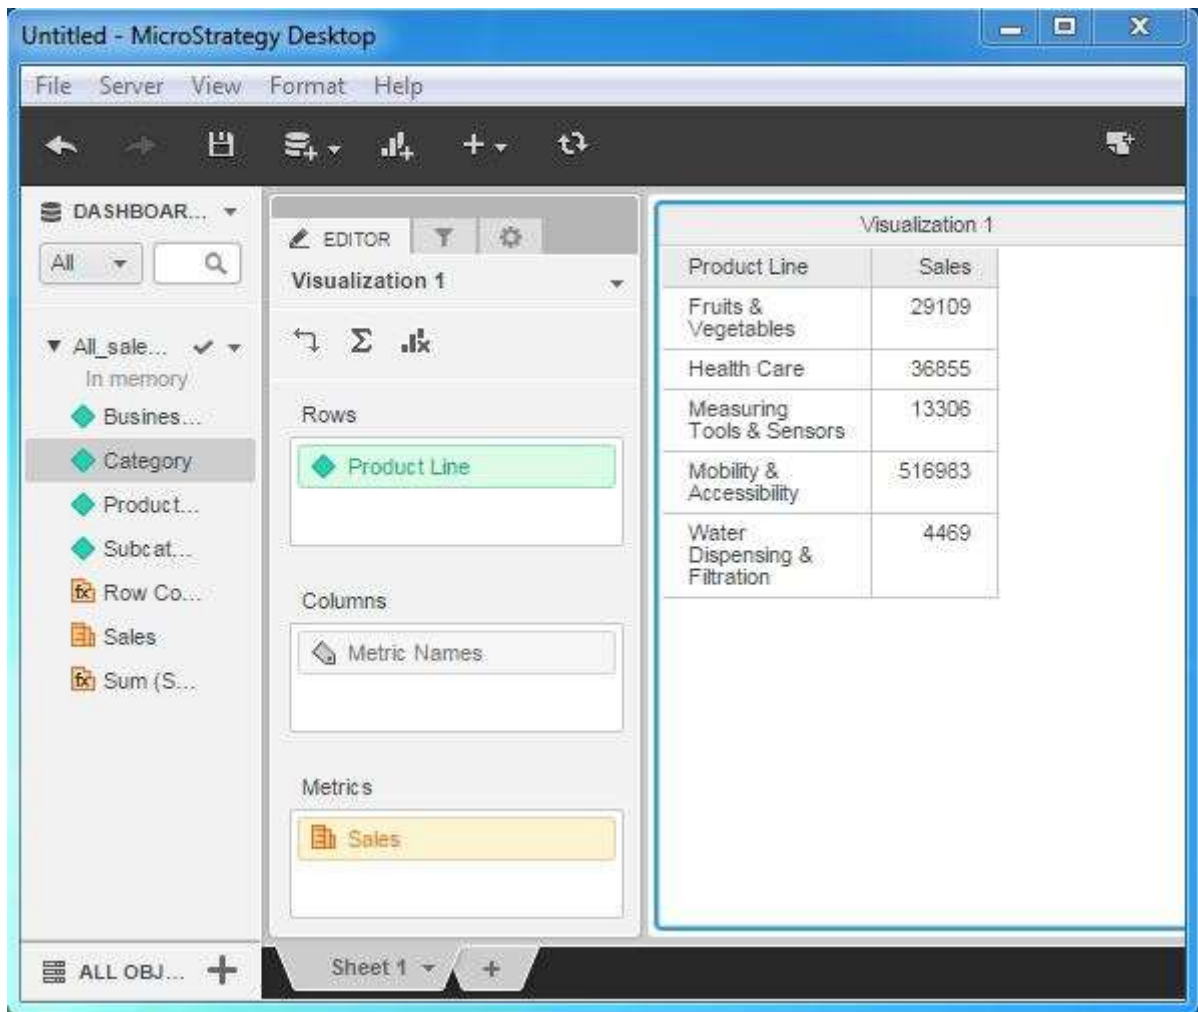 Untitled - MicroStrategy Desktop
File Server View Format Help
DASHBOAR...
All
All_sale...
In memory
Busines...
Category
Product...
Subcat...
Row Co...
Sales
Sum (S...
ALL OBJ...
EDITOR
Visualization 1
Rows
Product Line
Columns
Metric Names
Metrics
Sales
Visualization 1
Product Line Sales
Fruits & 29109
Vegetables
Health Care 36855
Measuring 13306
Tools & Sensors
Mobility & 516983
Accessibility
Water 4469
Dispensing &
Filtration
Sheet 1